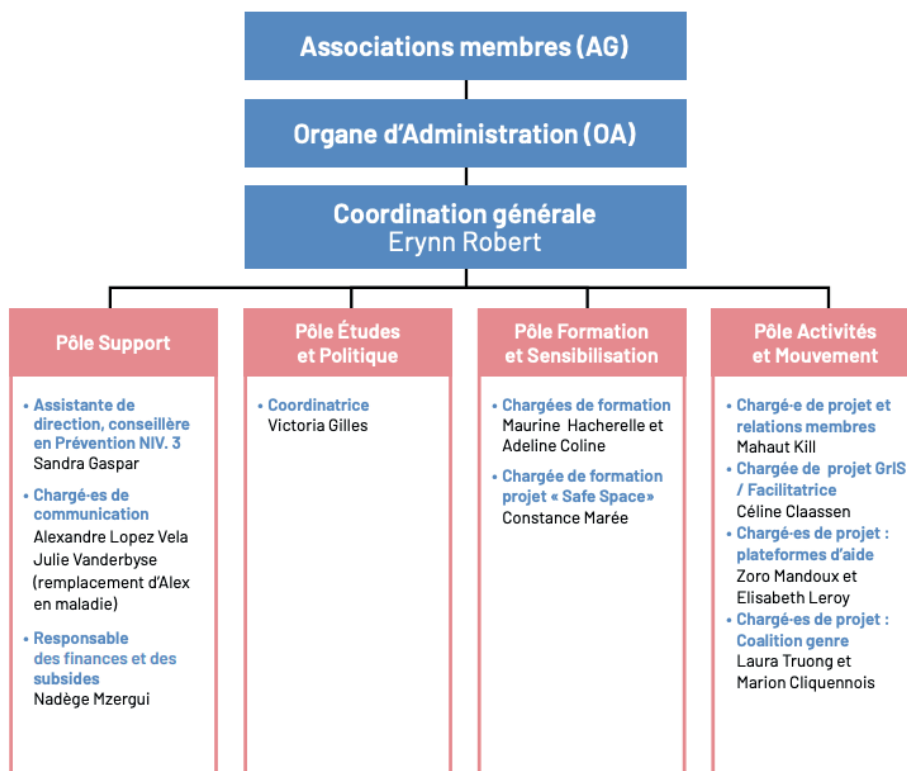 Associations membres (AG)
Organe d'Administration (OA)
Coordination générale
Erynn Robert
Pôle Support
• Assistante de
direction, conseillère
en Prévention NIV. 3
Sandra Gaspar
• Chargé·es de
communication
Alexandre Lopez Vela
Julie Vanderbyse
(remplacement d'Alex
en maladie)
• Responsable
des finances et des
subsides
Nadège Mzergui
Pôle Études
et Politique
• Coordinatrice
Victoria Gilles
Pôle Formation
et Sensibilisation
• Chargées de formation
Maurine Hacherelle et
Adeline Coline
• Chargée de formation
projet « Safe Space»
Constance Marée
Pôle Activités
et Mouvement
• Chargé·e de projet et
relations membres
Mahaut Kill
• Chargée de projet GrIS
/ Facilitatrice
Céline Claassen
• Chargé·es de projet :
plateformes d'aide
Zoro Mandoux et
Elisabeth Leroy
• Chargé·es de projet :
Coalition genre
Laura Truong et
Marion Cliquennois